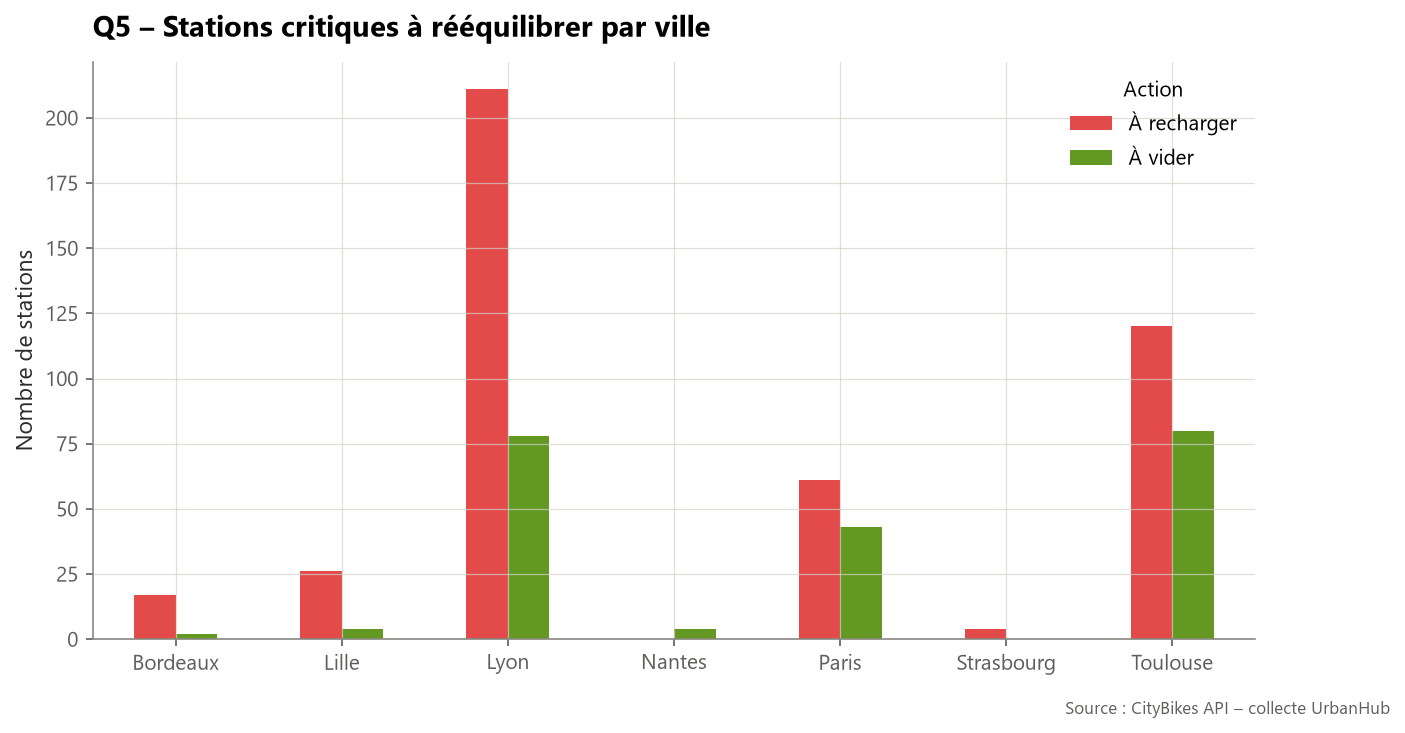 Q5 – Stations critiques à rééquilibrer par ville
Action
À recharger
À vider
Nombre de stations
200
175
150
125
100
75
50
25
0
Bordeaux Lille Lyon Nantes Paris Strasbourg Toulouse
Source : CityBikes API – collecte UrbanHub